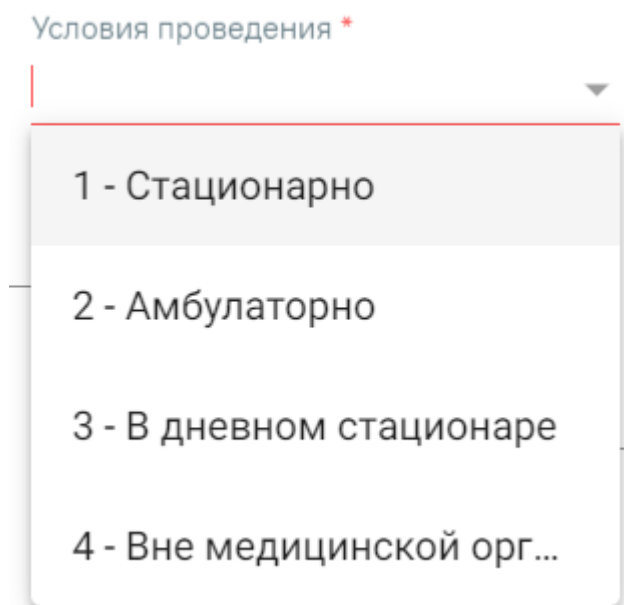 Условия проведения *
1 - Стационарно
2 - Амбулаторно
3 - В дневном стационаре
4 - Вне медицинской орг...